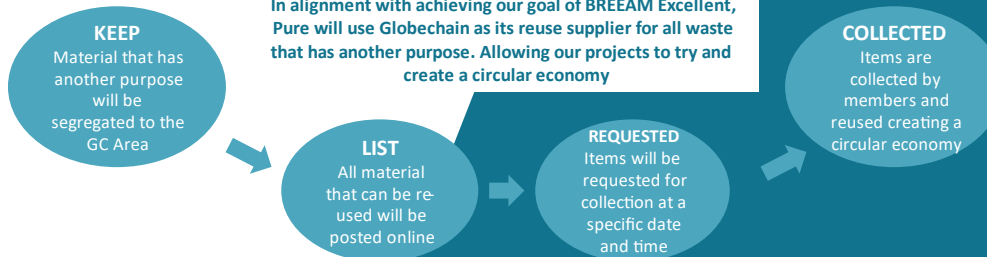 In alignment with achieving our goal of BREEAM Excellent,
Pure will use Globechain as its reuse supplier for all waste
that has another purpose. Allowing our projects to try and
create a circular economy
KEEP
Material that has
another purpose
will be
segregated to the
GC Area
LIST
All material
that can be re-
used will be
posted online
REQUESTED
Items will be
requested for
collection at a
specific date
and time
COLLECTED
Items are
collected by
members and
reused creating a
circular economy